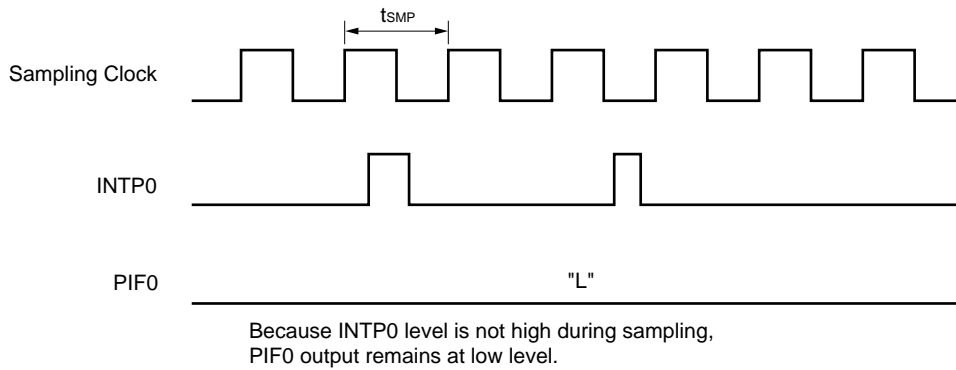 tSMP
Sampling Clock
INTP0
PIF0
"L"
Because INTP0 level is not high during sampling,
PIF0 output remains at low level.